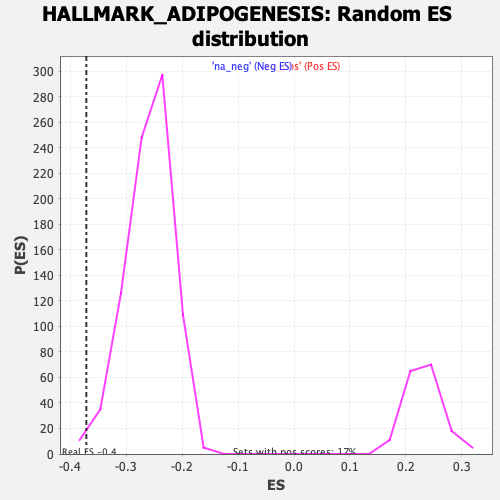 HALLMARK_ADIPOGENESIS: Random ES
distribution
'na_neg' (Neg ES) (Pos ES)
300
280
260
240
220
200
180
160
140
120
100
80
60
40
20
0
P(ES)
Real ES -0.4
Sets with pos scores: 17%
-0.4 -0.3 -0.2 -0.1 0.0 0.1 0.2 0.3
ES